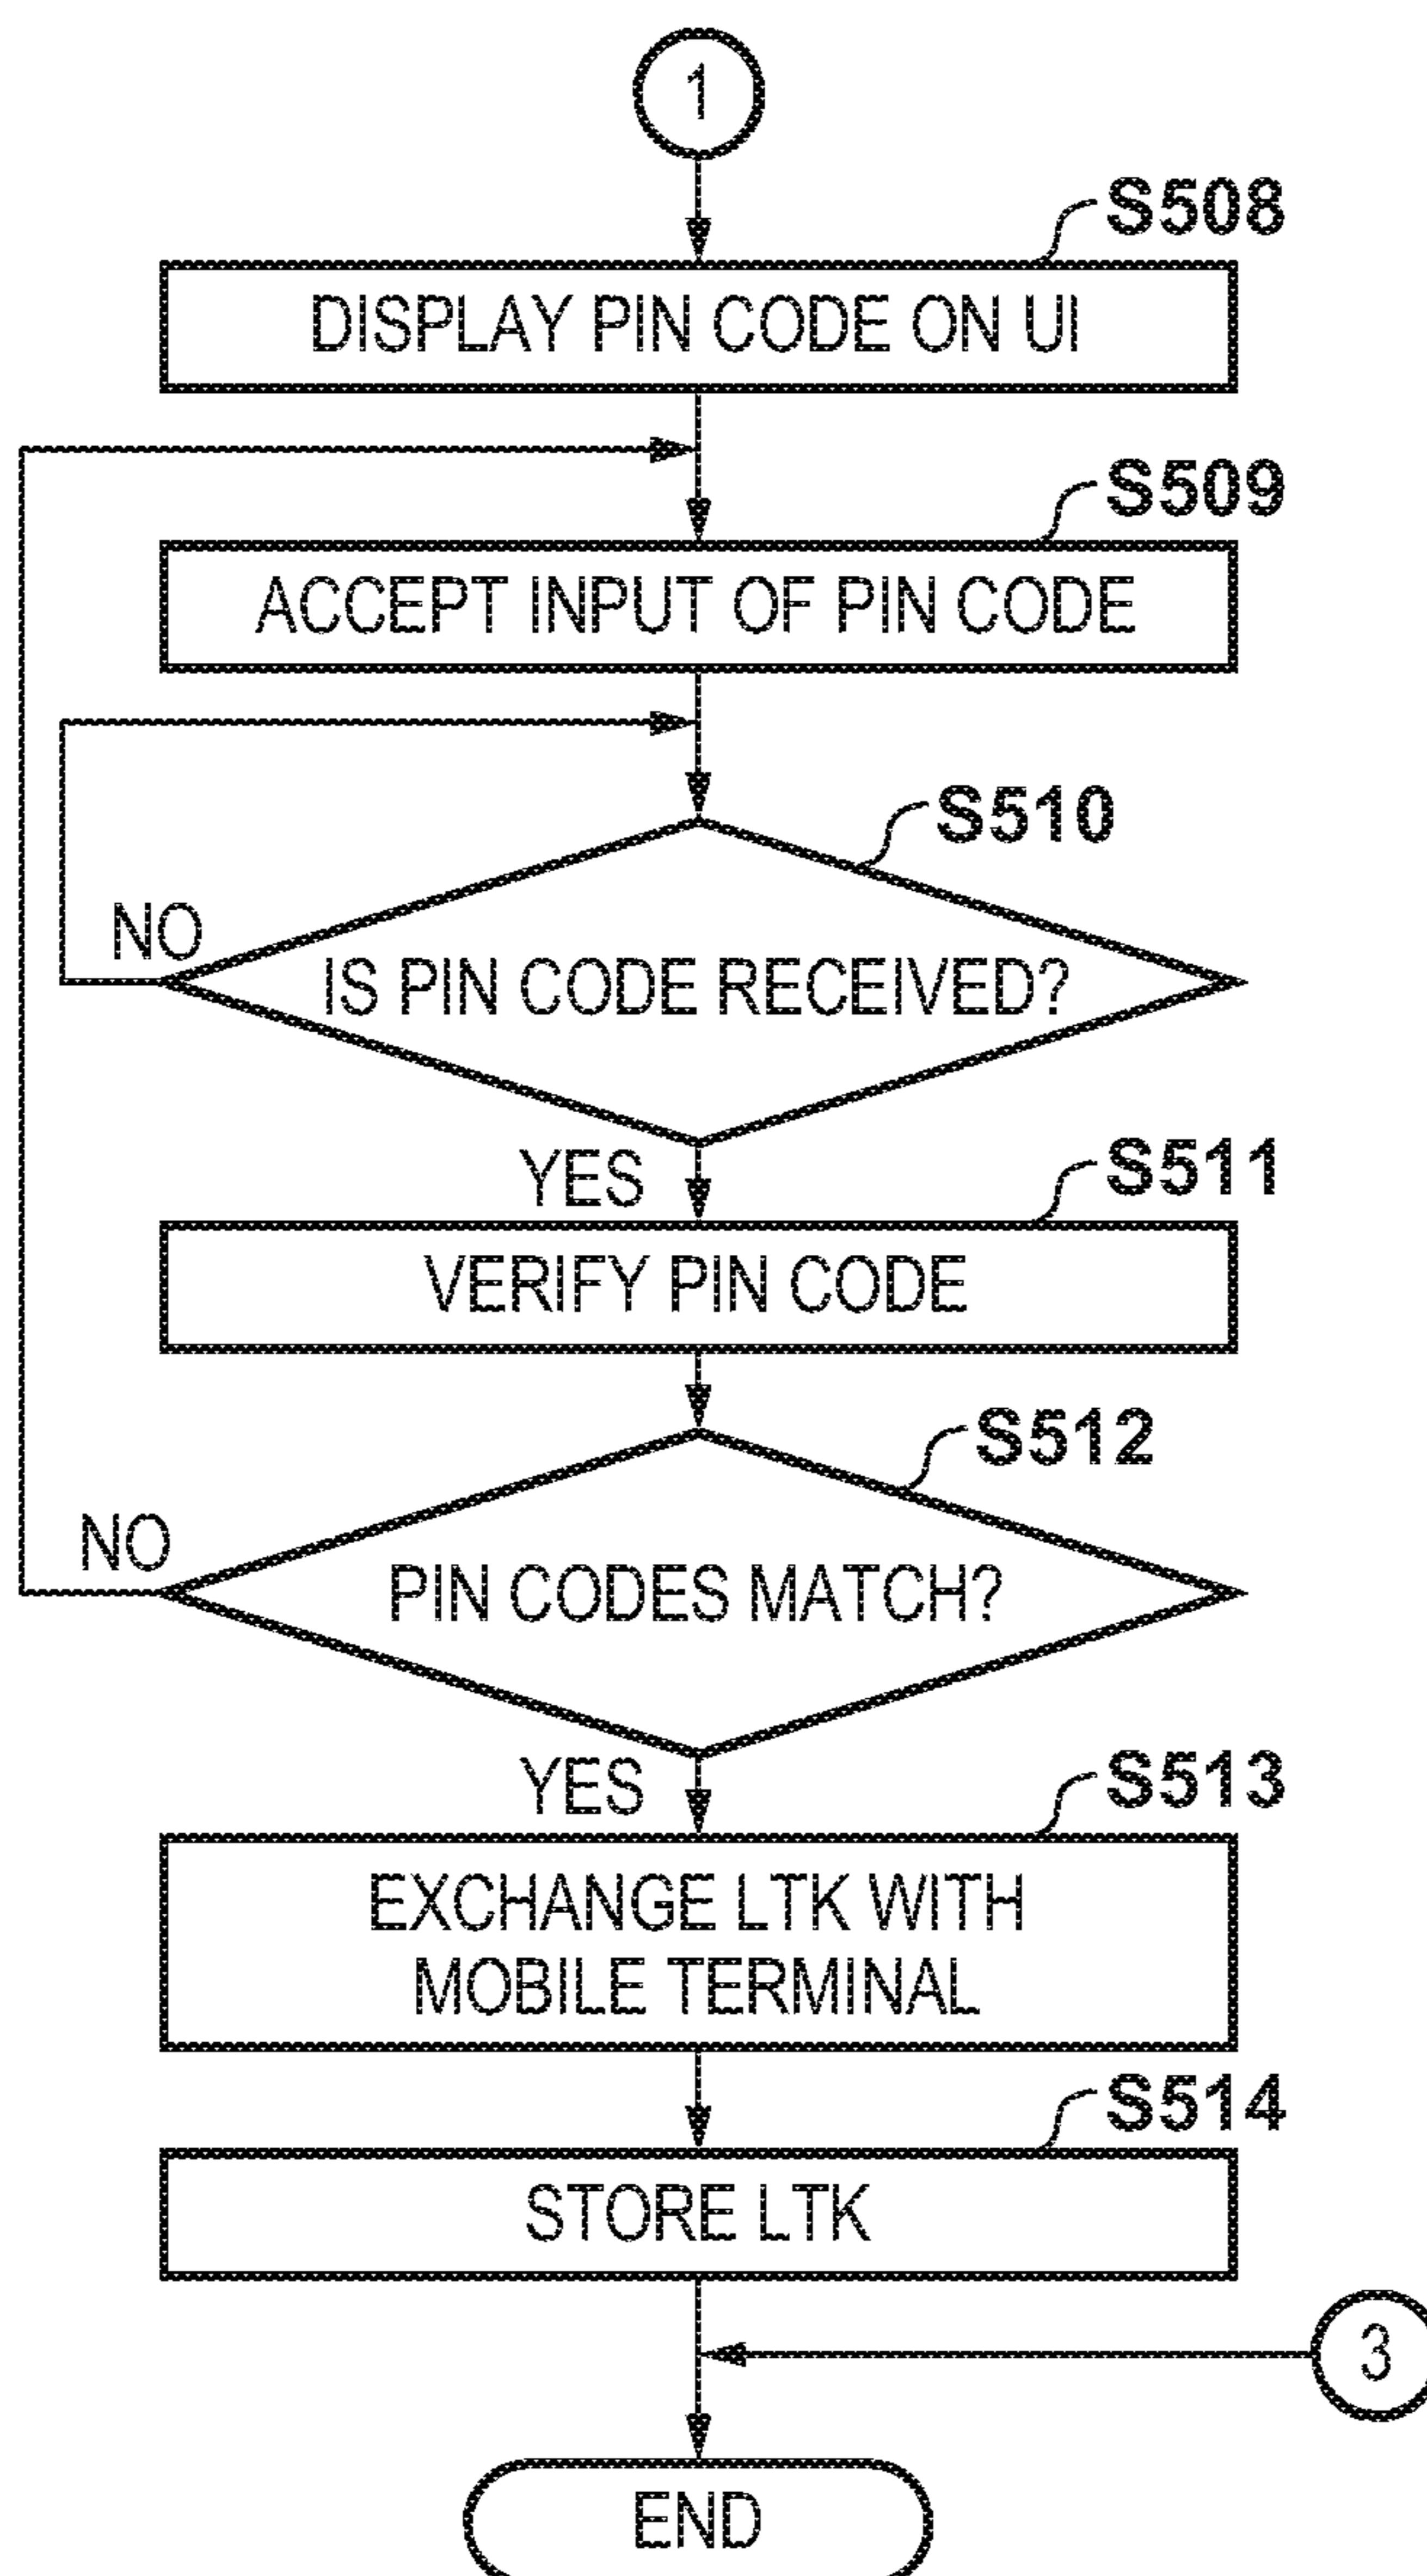 1
S508
DISPLAY PIN CODE ON UI
S509
ACCEPT INPUT OF PIN CODE
S510
NO
IS PIN CODE RECEIVED?
YES
S511
VERIFY PIN CODE
S512
NO
PIN CODES MATCH?
YES
S513
EXCHANGE LTK WITH
MOBILE TERMINAL
S514
STORE LTK
3
END